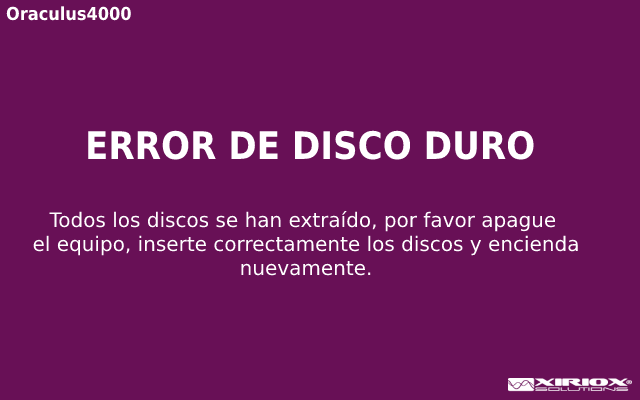 Oraculus4000
ERROR DE DISCO DURO
Todos los discos se han extraído, por favor apague
el equipo, inserte correctamente los discos y encienda
nuevamente.
XIRIOX®
SOLUTIONS